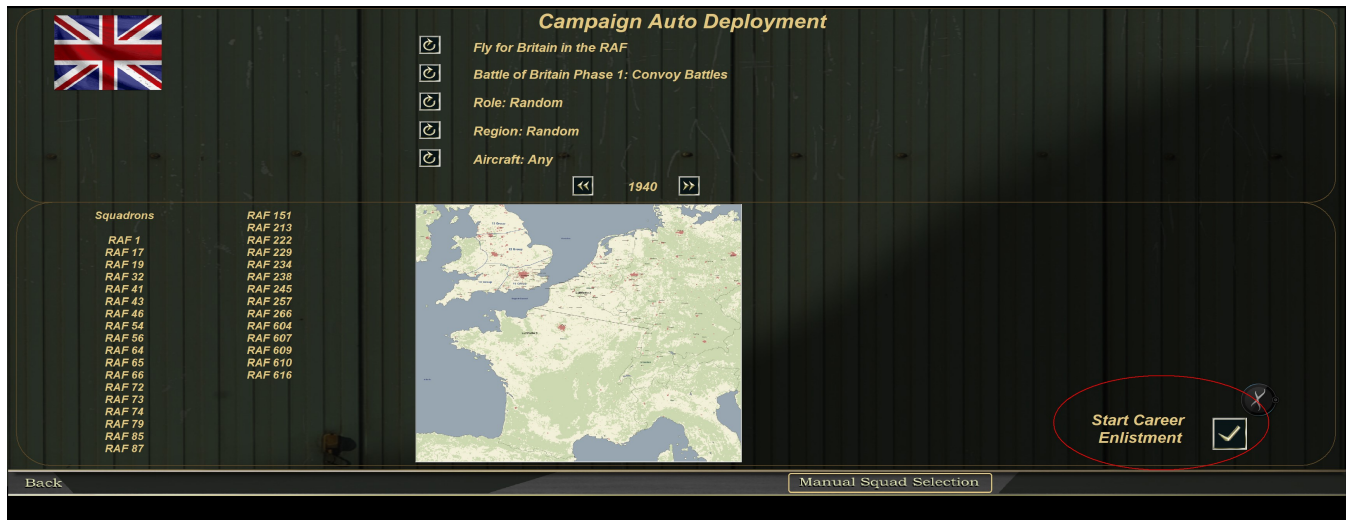 Campaign Auto Deployment
Fly for Britain in the RAF
Battle of Britain Phase 1: Convoy Battles
Role: Random
Region: Random
Aircraft: Any
1940
Squadrons
RAF 1
RAF 17
RAF 19
RAF 32
RAF 41
RAF 43
RAF 46
RAF 54
RAF 56
RAF 64
RAF 65
RAF 66
RAF 72
RAF 73
RAF 74
RAF 79
RAF 85
RAF 87
RAF 151
RAF 213
RAF 222
RAF 229
RAF 234
RAF 238
RAF 245
RAF 257
RAF 266
RAF 604
RAF 607
RAF 609
RAF 610
RAF 616
Start Career
Enlistment
Back
Manual Squad Selection